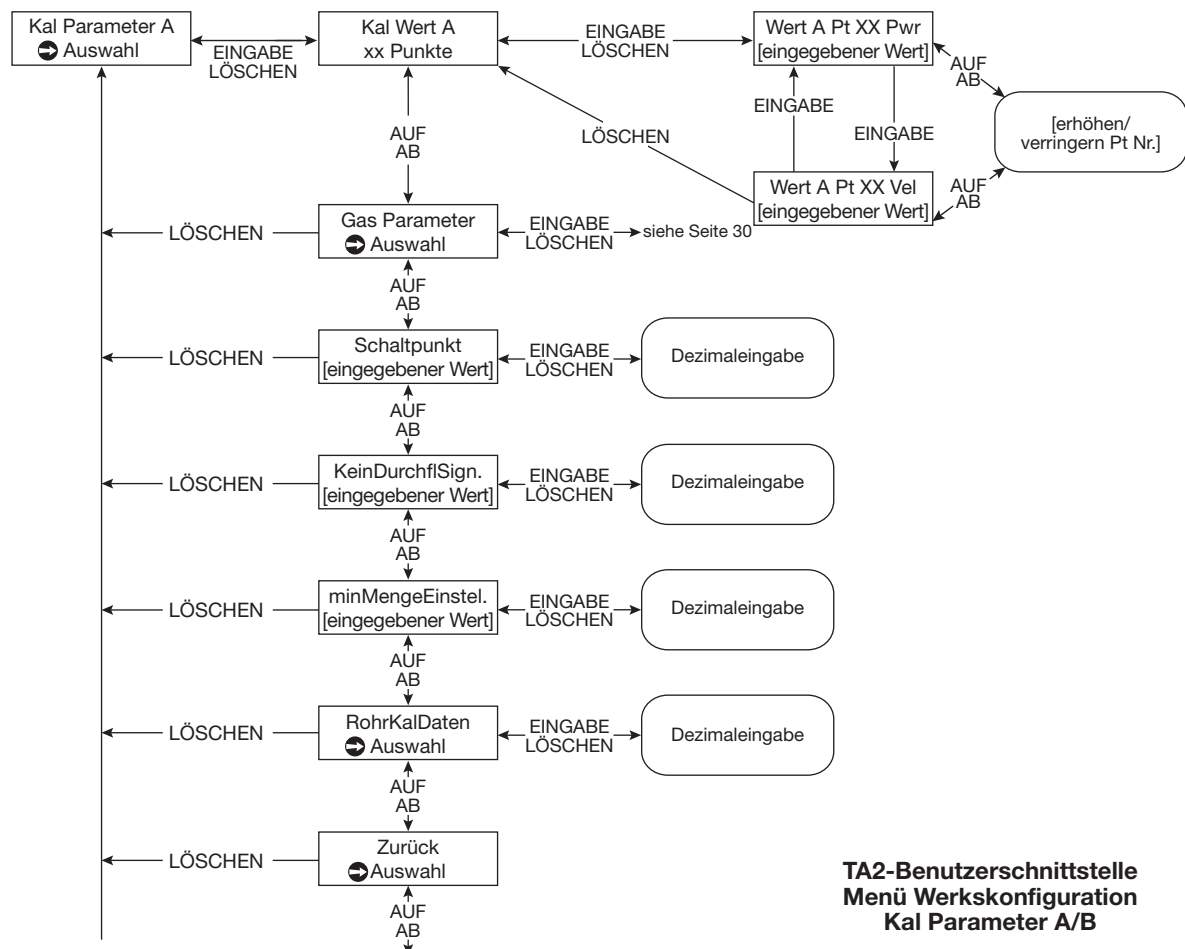 Kal Parameter A
➲ Auswahl
EINGABE
LÖSCHEN
Kal Wert A
xx Punkte
EINGABE
LÖSCHEN
Wert A Pt XX Pwr
[eingegebener Wert]
AUF
AB
[erhöhen/
verringern Pt Nr.]
EINGABE
EINGABE
LÖSCHEN
AUF
AB
Wert A Pt XX Vel
[eingegebener Wert]
AUF
AB
LÖSCHEN
Gas Parameter
➲ Auswahl
EINGABE
LÖSCHEN
siehe Seite 30
AUF
AB
LÖSCHEN
Schaltpunkt
[eingegebener Wert]
EINGABE
LÖSCHEN
Dezimaleingabe
AUF
AB
LÖSCHEN
KeinDurchflSign.
[eingegebener Wert]
EINGABE
LÖSCHEN
Dezimaleingabe
AUF
AB
LÖSCHEN
minMengeEinstel.
[eingegebener Wert]
EINGABE
LÖSCHEN
Dezimaleingabe
AUF
AB
LÖSCHEN
RohrKalDaten
➲ Auswahl
EINGABE
LÖSCHEN
Dezimaleingabe
AUF
AB
LÖSCHEN
Zurück
➲ Auswahl
AUF
AB
TA2-Benutzerschnittstelle
Menü Werkskonfiguration
Kal Parameter A/B